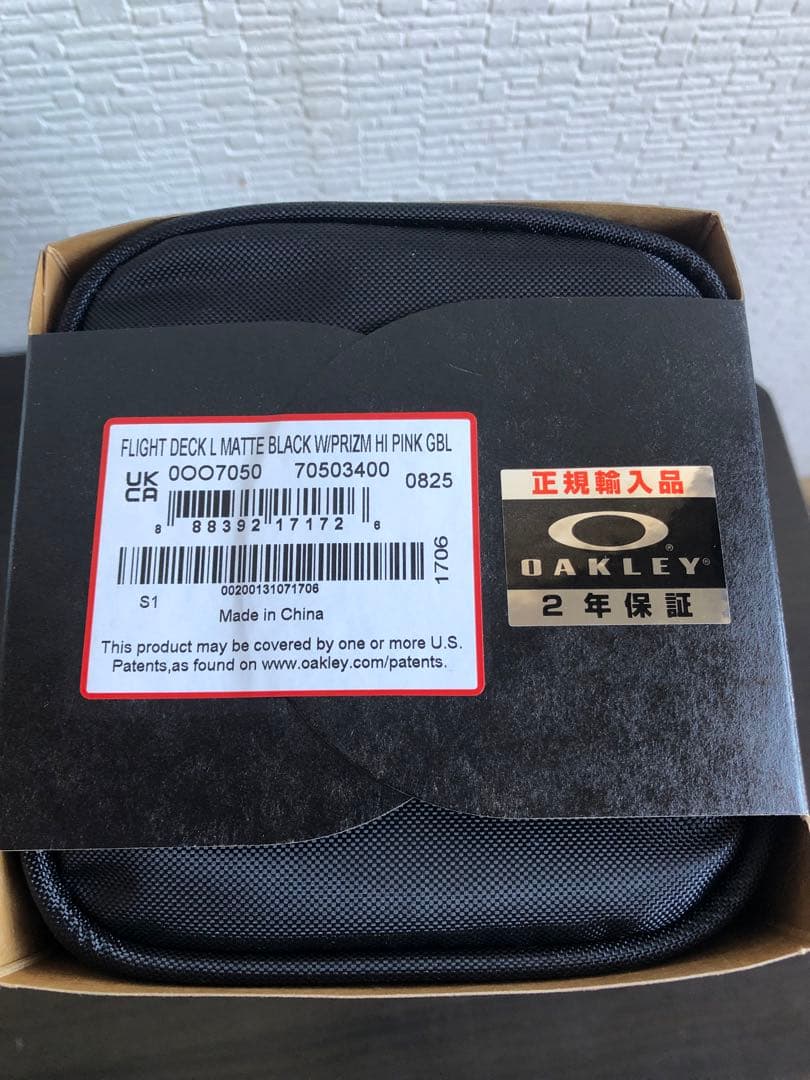 FLIGHT DECK L MATTE BLACK W/PRIZM HI PINK GBL
UK
CA
0OO7050 70503400 0825
8 88392 17172 6
00200131071706
1706
S1
Made in China
This product may be covered by one or more U.S.
Patents,as found on www.oakley.com/patents.
正規輸入品
OAKLEY®
2年保証